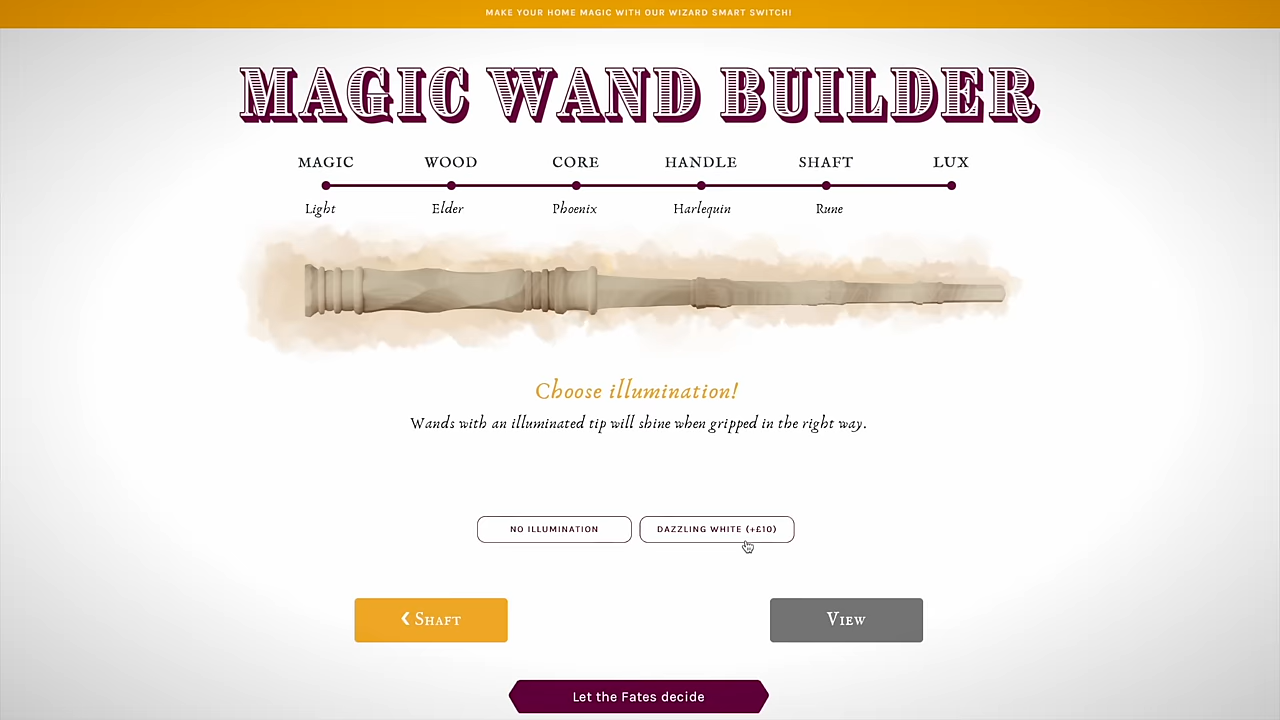 MAKE YOUR HOME MAGIC WITH OUR WIZARD SMART SWITCH!
MAGIC WAND BUILDER
MAGIC WOOD CORE HANDLE SHAFT LUX
Light Elder Phoenix Harlequin Rune
Choose illumination!
Wands with an illuminated tip will shine when gripped in the right way.
NO ILLUMINATION DAZZLING WHITE (+£10)
❮ Shaft View
Let the Fates decide